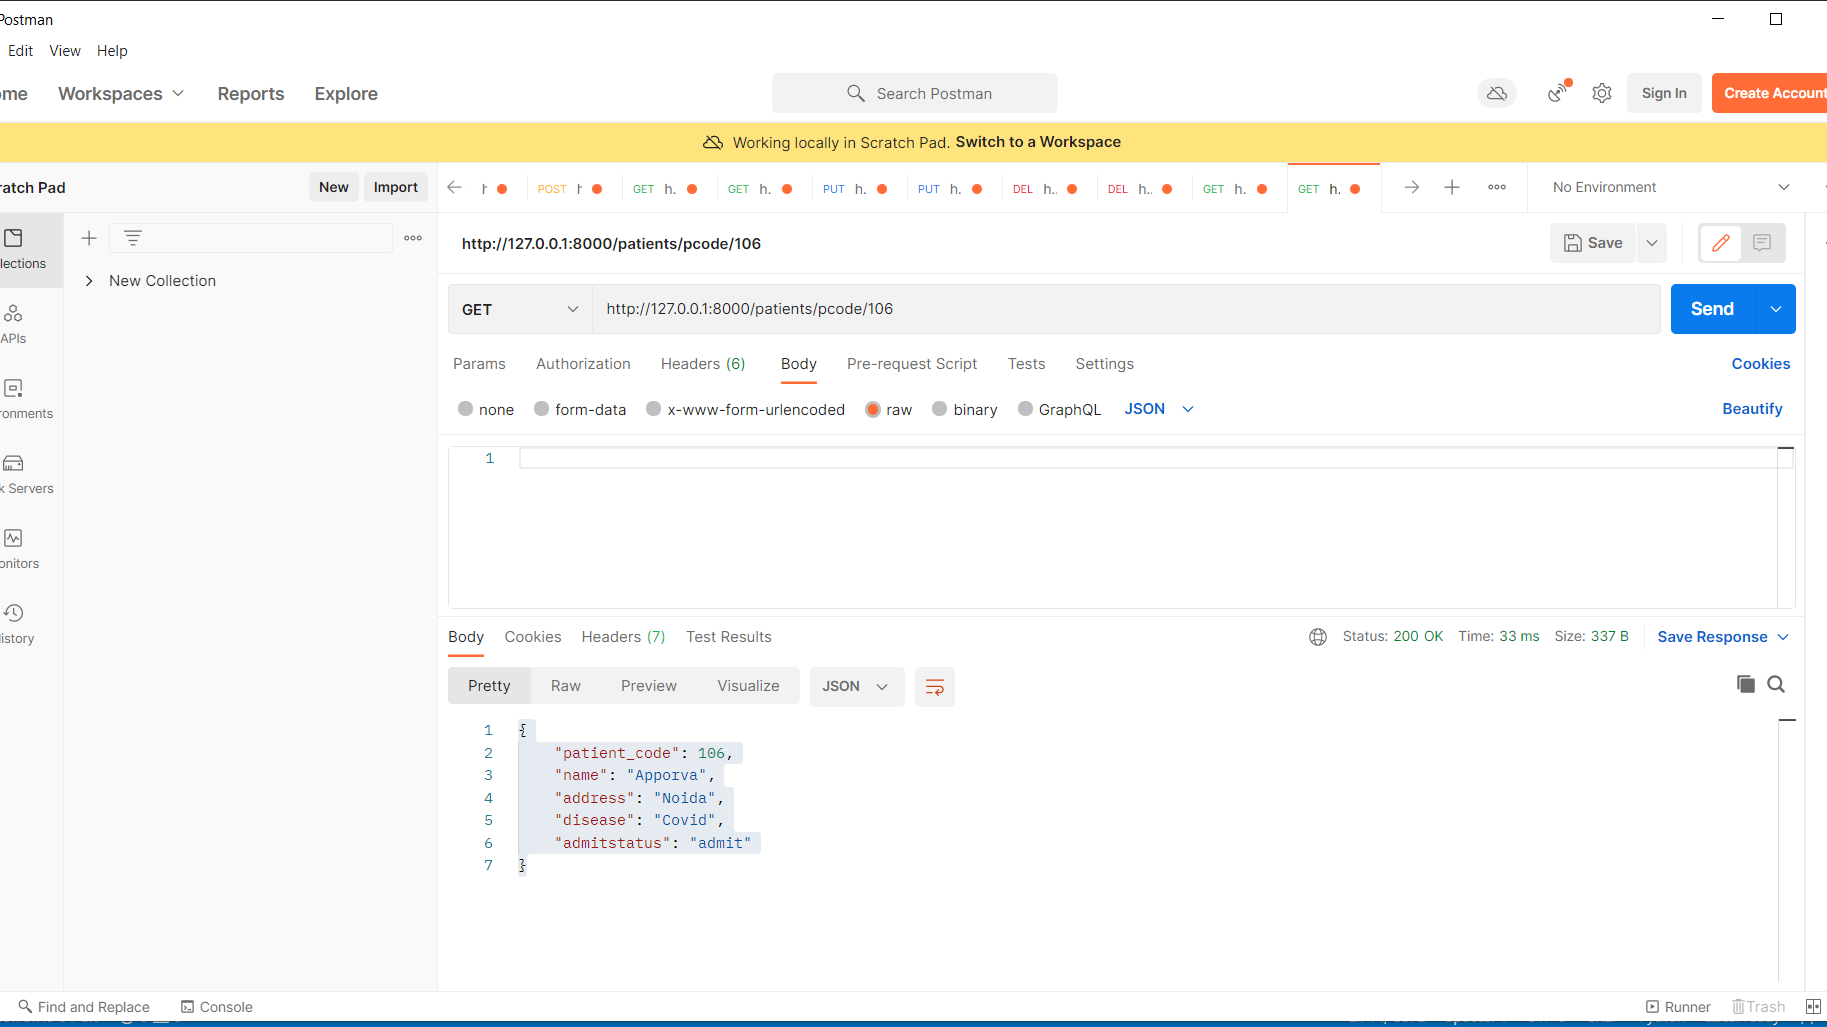 Postman
Edit View Help
ome Workspaces Reports Explore Search Postman Sign In Create Account
Working locally in Scratch Pad. Switch to a Workspace
ratch Pad New Import h POST h GET h. GET h. PUT h. PUT h. DEL h.. DEL h.. GET h. GET h. No Environment
http://127.0.0.1:8000/patients/pcode/106 Save
lections
New Collection
GET http://127.0.0.1:8000/patients/pcode/106 Send
APIs
Params Authorization Headers (6) Body Pre-request Script Tests Settings Cookies
ronments
none form-data x-www-form-urlencoded raw binary GraphQL JSON Beautify
1
k Servers
onitors
istory
Body Cookies Headers (7) Test Results Status: 200 OK Time: 33 ms Size: 337 B Save Response
Pretty Raw Preview Visualize JSON
1 {
2 "patient_code": 106,
3 "name": "Apporva",
4 "address": "Noida",
5 "disease": "Covid",
6 "admitstatus": "admit"
7 }
Find and Replace Console Runner Trash